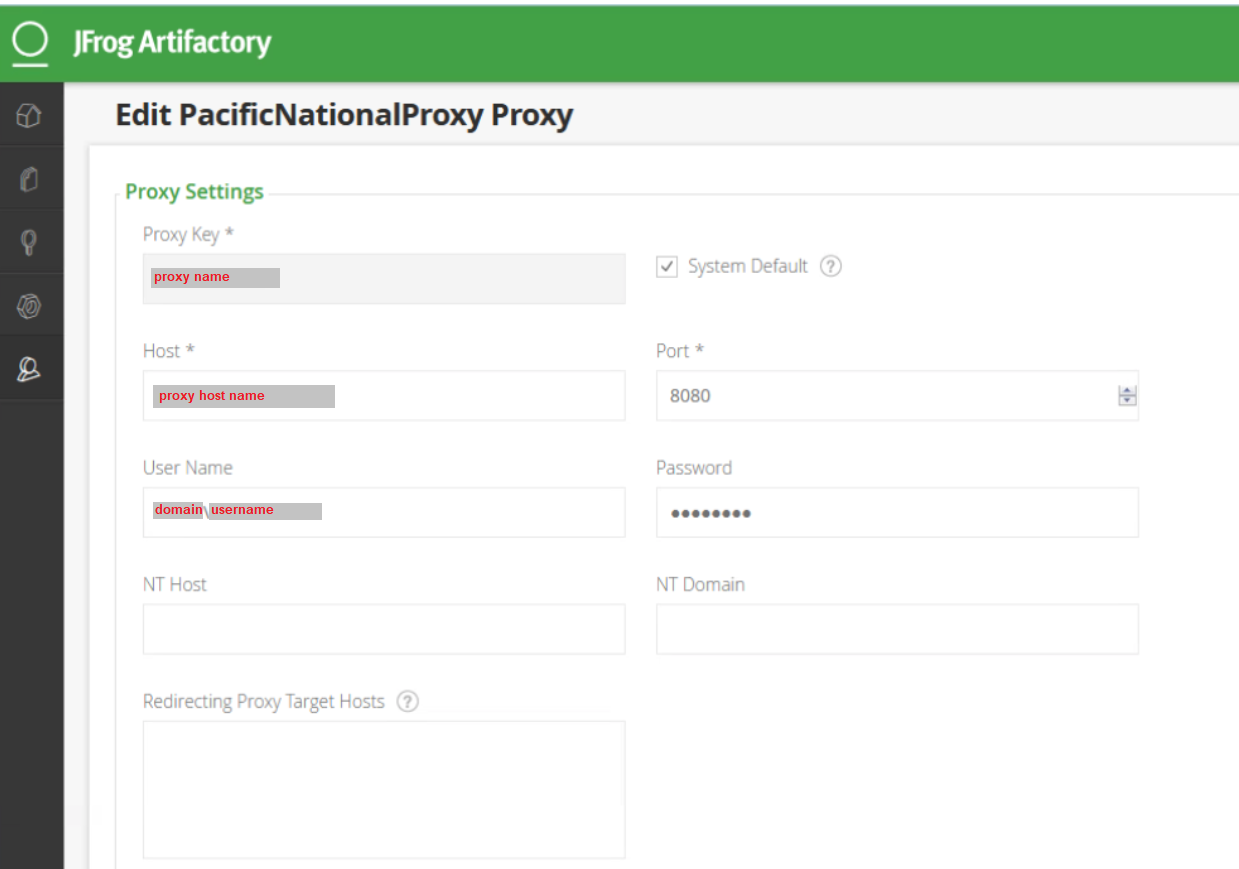 JFrog Artifactory
Edit PacificNationalProxy Proxy
Proxy Settings
Proxy Key *
proxy name
System Default ?
Host *
proxy host name
Port *
8080
User Name
domain\username
Password
••••••••
NT Host
NT Domain
Redirecting Proxy Target Hosts ?